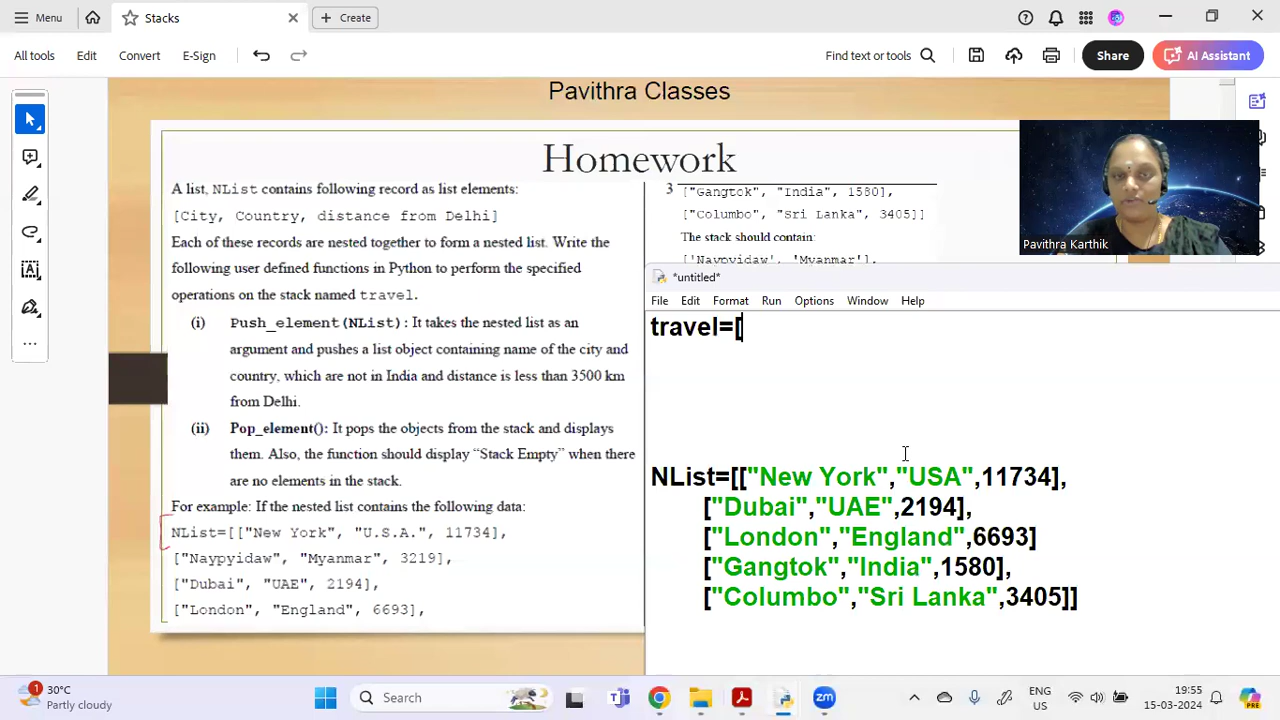 Menu
Stacks
Create
All tools
Edit
Convert
E-Sign
Find text or tools
Share
AI Assistant
Pavithra Classes
Homework
A list, NList contains following record as list elements:
[City, Country, distance from Delhi]
Each of these records are nested together to form a nested list. Write the
following user defined functions in Python to perform the specified
operations on the stack named travel.
(i) Push_element(NList): It takes the nested list as an
argument and pushes a list object containing name of the city and
country, which are not in India and distance is less than 3500 km
from Delhi.
(ii) Pop_element(): It pops the objects from the stack and displays
them. Also, the function should display “Stack Empty” when there
are no elements in the stack.
For example: If the nested list contains the following data:
NList=[["New York", "U.S.A.", 11734],
["Naypyidaw", "Myanmar", 3219],
["Dubai", "UAE", 2194],
["London", "England", 6693],
3 ["Gangtok", "India", 1580],
["Columbo", "Sri Lanka", 3405]]
The stack should contain:
['Naypyidaw', 'Myanmar'],
Pavithra Karthik
*untitled*
File Edit Format Run Options Window Help
travel=[
NList=[["New York","USA",11734],
["Dubai","UAE",2194],
["London","England",6693]
["Gangtok","India",1580],
["Columbo","Sri Lanka",3405]]
1
30°C
Partly cloudy
Search
ENG
US
19:55
15-03-2024
PRE